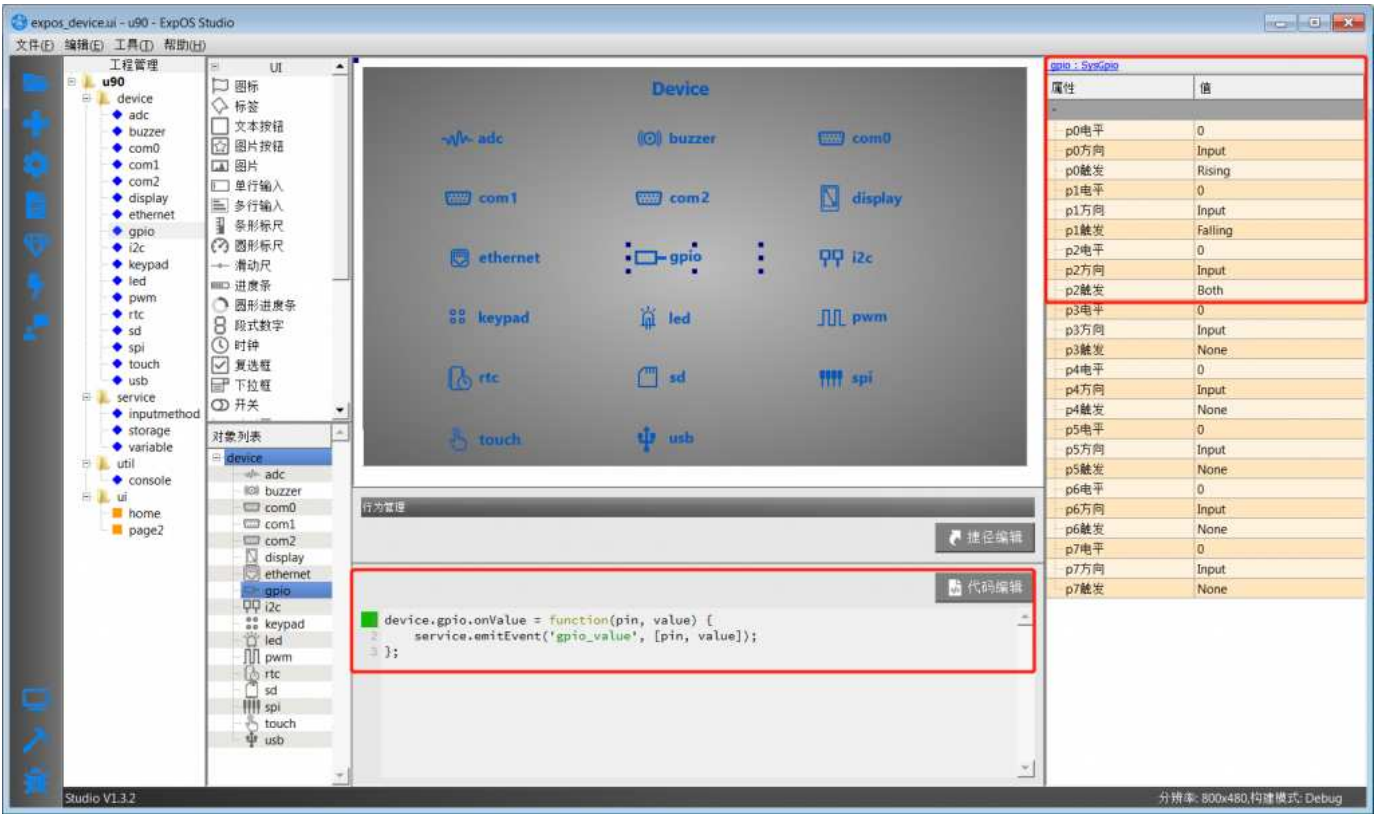 expos_device.ui - u90 - ExpOS Studio
文件(F) 编辑(E) 工具(T) 帮助(H)
工程管理
u90
device
adc
buzzer
com0
com1
com2
display
ethernet
gpio
i2c
keypad
led
pwm
rtc
sd
spi
touch
usb
service
inputmethod
storage
variable
util
console
ui
home
page2
UI
图标
标签
文本按钮
图片按钮
图片
单行输入
多行输入
条形标尺
圆形标尺
滑动尺
进度条
圆形进度条
段式数字
时钟
复选框
下拉框
开关
对象列表
device
adc
buzzer
com0
com1
com2
display
ethernet
gpio
i2c
keypad
led
pwm
rtc
sd
spi
touch
usb
Device
adc buzzer com0
com1 com2 display
ethernet gpio i2c
keypad led pwm
rtc sd spi
touch usb
行为管理
捷径编辑
代码编辑
device.gpio.onValue = function(pin, value) {
2 service.emitEvent('gpio_value', [pin, value]);
3 };
gpio : SysGpio
属性 值
-
p0电平 0
p0方向 Input
p0触发 Rising
p1电平 0
p1方向 Input
p1触发 Falling
p2电平 0
p2方向 Input
p2触发 Both
p3电平 0
p3方向 Input
p3触发 None
p4电平 0
p4方向 Input
p4触发 None
p5电平 0
p5方向 Input
p5触发 None
p6电平 0
p6方向 Input
p6触发 None
p7电平 0
p7方向 Input
p7触发 None
Studio V1.3.2
分辨率: 800x480,构建模式: Debug